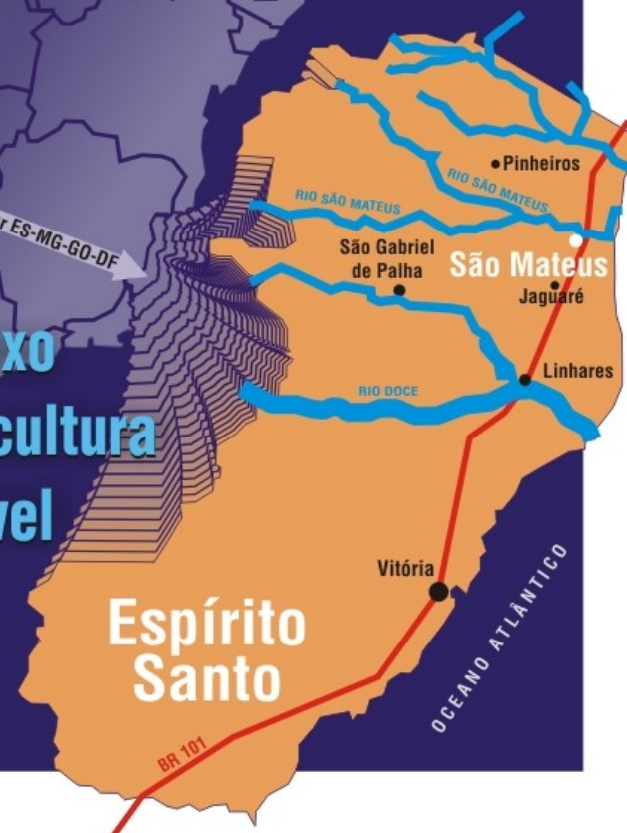 Pinheiros
RIO SÃO MATEUS
RIO SÃO MATEUS
ES-MG-GO-DF
São Gabriel
de Palha
São Mateus
Jaguaré
xo
cultura
vel
Linhares
RIO DOCE
Vitória
Espírito
Santo
OCEANO ATLÂNTICO
BR 101